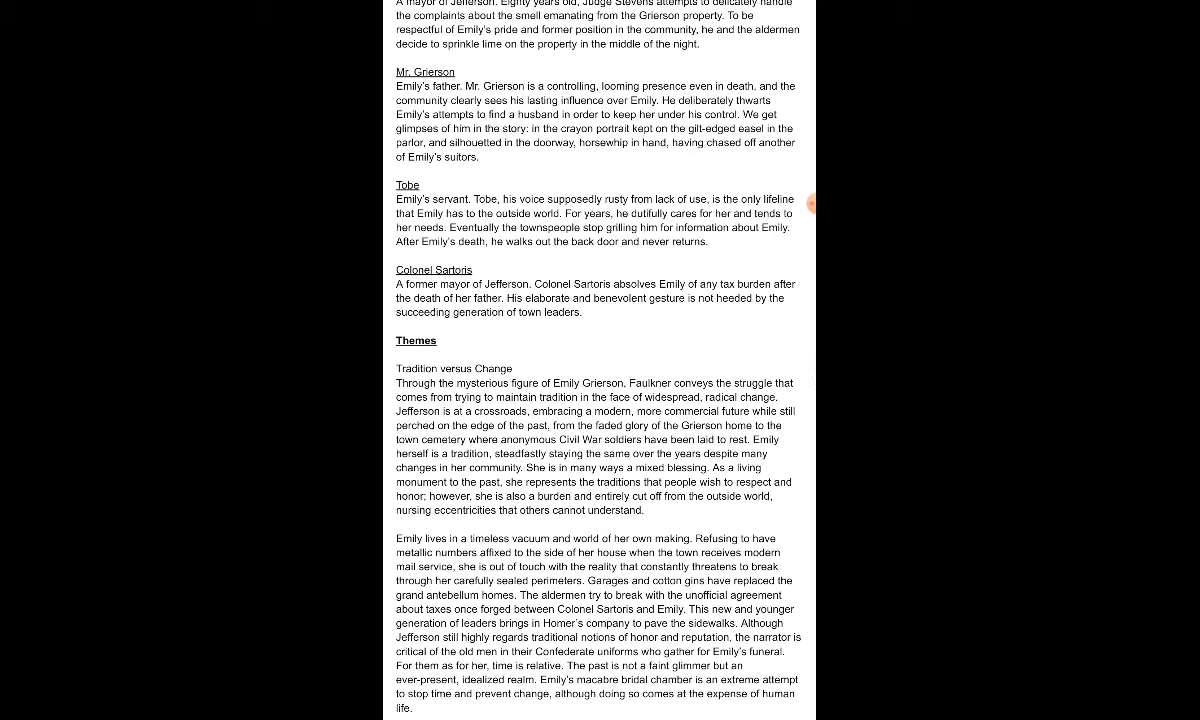 A mayor of Jefferson. Eighty years old, Judge Stevens attempts to delicately handle
the complaints about the smell emanating from the Grierson property. To be
respectful of Emily's pride and former position in the community, he and the aldermen
decide to sprinkle lime on the property in the middle of the night.
Mr. Grierson
Emily's father. Mr. Grierson is a controlling, looming presence even in death, and the
community clearly sees his lasting influence over Emily. He deliberately thwarts
Emily's attempts to find a husband in order to keep her under his control. We get
glimpses of him in the story: in the crayon portrait kept on the gilt-edged easel in the
parlor, and silhouetted in the doorway, horsewhip in hand, having chased off another
of Emily's suitors.
Tobe
Emily's servant. Tobe, his voice supposedly rusty from lack of use, is the only lifeline
that Emily has to the outside world. For years, he dutifully cares for her and tends to
her needs. Eventually the townspeople stop grilling him for information about Emily.
After Emily's death, he walks out the back door and never returns.
Colonel Sartoris
A former mayor of Jefferson. Colonel Sartoris absolves Emily of any tax burden after
the death of her father. His elaborate and benevolent gesture is not heeded by the
succeeding generation of town leaders.
Themes
Tradition versus Change
Through the mysterious figure of Emily Grierson, Faulkner conveys the struggle that
comes from trying to maintain tradition in the face of widespread, radical change.
Jefferson is at a crossroads, embracing a modern, more commercial future while still
perched on the edge of the past, from the faded glory of the Grierson home to the
town cemetery where anonymous Civil War soldiers have been laid to rest. Emily
herself is a tradition, steadfastly staying the same over the years despite many
changes in her community. She is in many ways a mixed blessing. As a living
monument to the past, she represents the traditions that people wish to respect and
honor; however, she is also a burden and entirely cut off from the outside world,
nursing eccentricities that others cannot understand.
Emily lives in a timeless vacuum and world of her own making. Refusing to have
metallic numbers affixed to the side of her house when the town receives modern
mail service, she is out of touch with the reality that constantly threatens to break
through her carefully sealed perimeters. Garages and cotton gins have replaced the
grand antebellum homes. The aldermen try to break with the unofficial agreement
about taxes once forged between Colonel Sartoris and Emily. This new and younger
generation of leaders brings in Homer's company to pave the sidewalks. Although
Jefferson still highly regards traditional notions of honor and reputation, the narrator is
critical of the old men in their Confederate uniforms who gather for Emily's funeral.
For them as for her, time is relative. The past is not a faint glimmer but an
ever-present, idealized realm. Emily's macabre bridal chamber is an extreme attempt
to stop time and prevent change, although doing so comes at the expense of human
life.